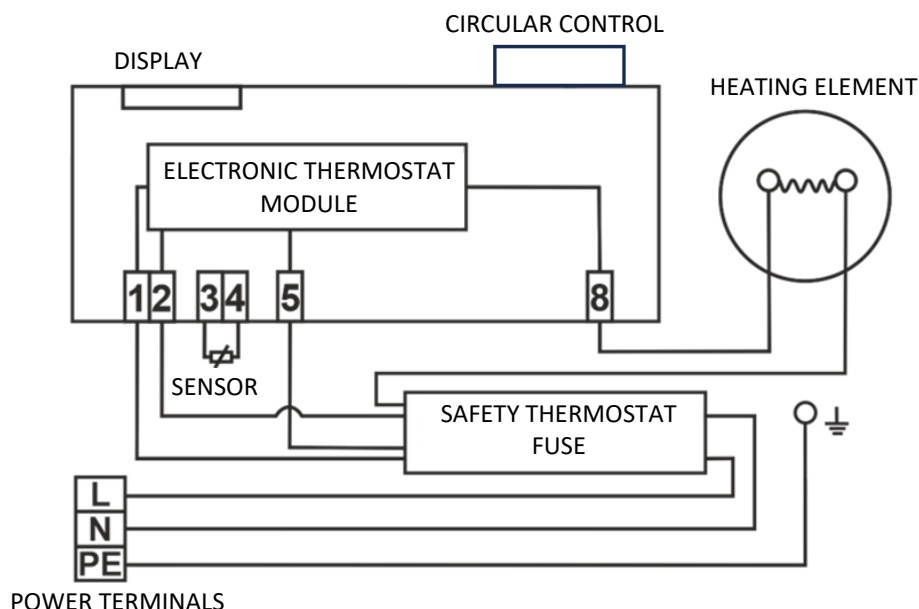 CIRCULAR CONTROL
DISPLAY
HEATING ELEMENT
ELECTRONIC THERMOSTAT
MODULE
1 2 3 4 5 8
SENSOR
SAFETY THERMOSTAT
FUSE
L
N
PE
POWER TERMINALS